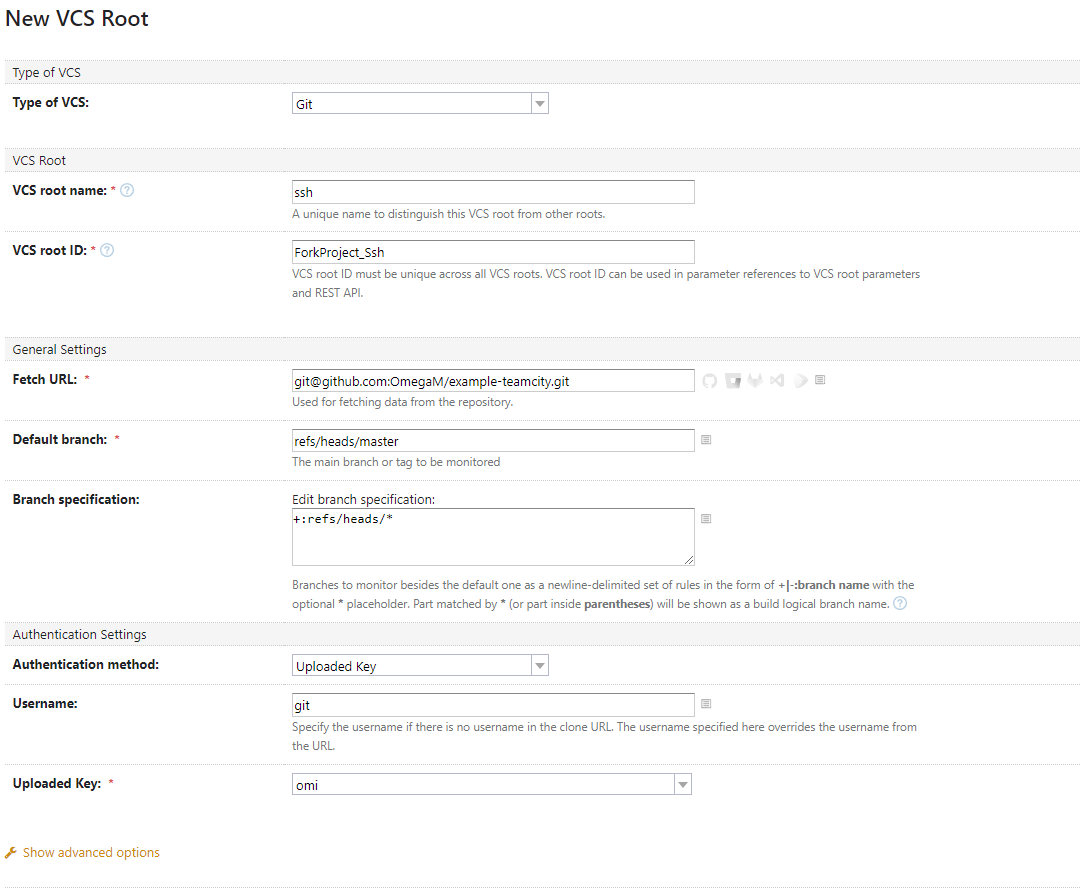 New VCS Root
Type of VCS
Type of VCS:
Git
VCS Root
VCS root name: * ?
ssh
A unique name to distinguish this VCS root from other roots.
VCS root ID: * ?
ForkProject_Ssh
VCS root ID must be unique across all VCS roots. VCS root ID can be used in parameter references to VCS root parameters
and REST API.
General Settings
Fetch URL: *
git@github.com:OmegaM/example-teamcity.git
Used for fetching data from the repository.
Default branch: *
refs/heads/master
The main branch or tag to be monitored
Branch specification:
Edit branch specification:
+:refs/heads/*
Branches to monitor besides the default one as a newline-delimited set of rules in the form of +|-:branch name with the
optional * placeholder. Part matched by * (or part inside parentheses) will be shown as a build logical branch name. ?
Authentication Settings
Authentication method:
Uploaded Key
Username:
git
Specify the username if there is no username in the clone URL. The username specified here overrides the username from
the URL.
Uploaded Key: *
omi
Show advanced options